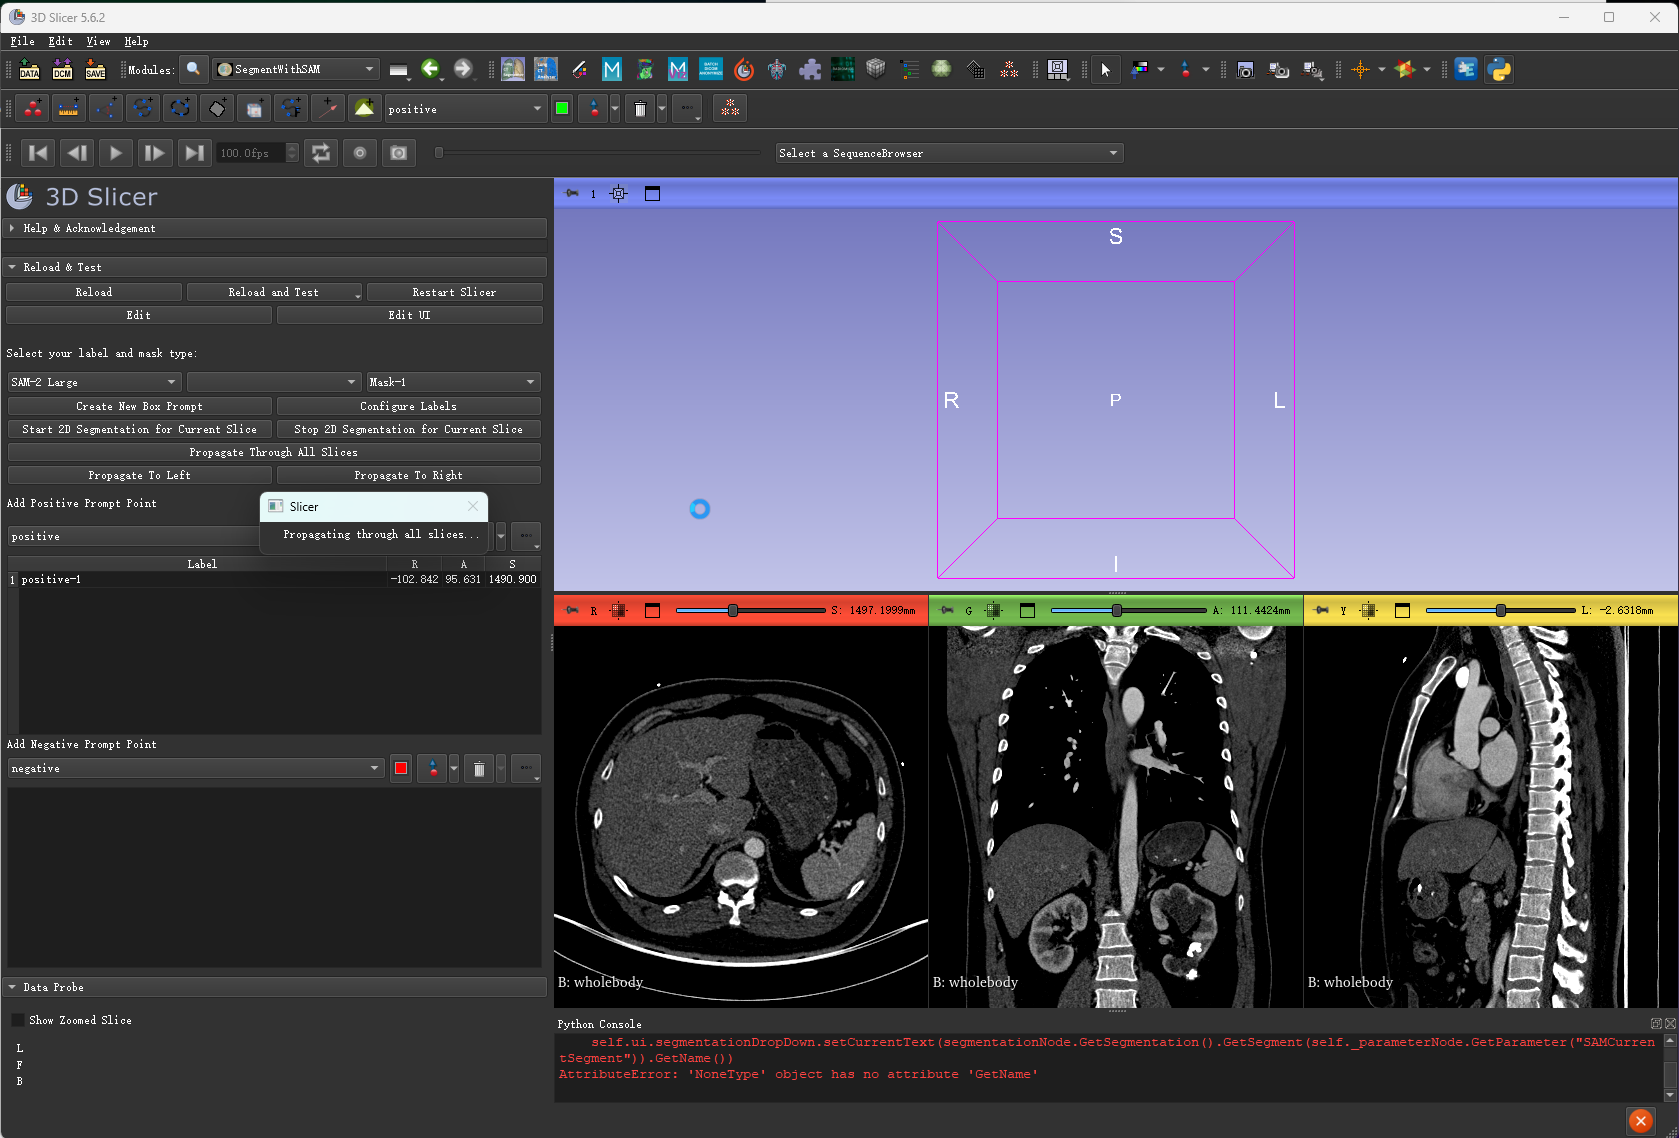 3D Slicer 5.6.2
File Edit View Help
DATA DCM SAVE Modules: SegmentWithSAM
positive
100.0fps Select a SequenceBrowser
3D Slicer
Help & Acknowledgement
Reload & Test
Reload Reload and Test Restart Slicer
Edit Edit UI
Select your label and mask type:
SAM-2 Large Mask-1
Create New Box Prompt Configure Labels
Start 2D Segmentation for Current Slice Stop 2D Segmentation for Current Slice
Propagate Through All Slices
Propagate To Left Propagate To Right
Add Positive Prompt Point
Slicer
Propagating through all slices...
positive
Label R A S
1 positive-1 -102.842 95.631 1490.900
Add Negative Prompt Point
negative
Data Probe
Show Zoomed Slice
L
F
B
1
S
R P L
I
R S: 1497.1999mm
G A: 111.4424mm
Y L: -2.6318mm
B: wholebody
B: wholebody
B: wholebody
Python Console
self.ui.segmentationDropDown.setCurrentText(segmentationNode.GetSegmentation().GetSegment(self._parameterNode.GetParameter("SAMCurren
tSegment")).GetName())
AttributeError: 'NoneType' object has no attribute 'GetName'